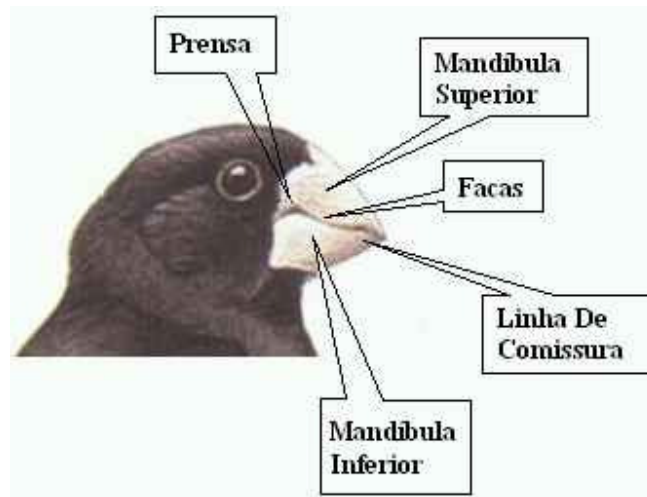 Prensa
Mandibula
Superior
Facas
Linha De
Comissura
Mandibula
Inferior